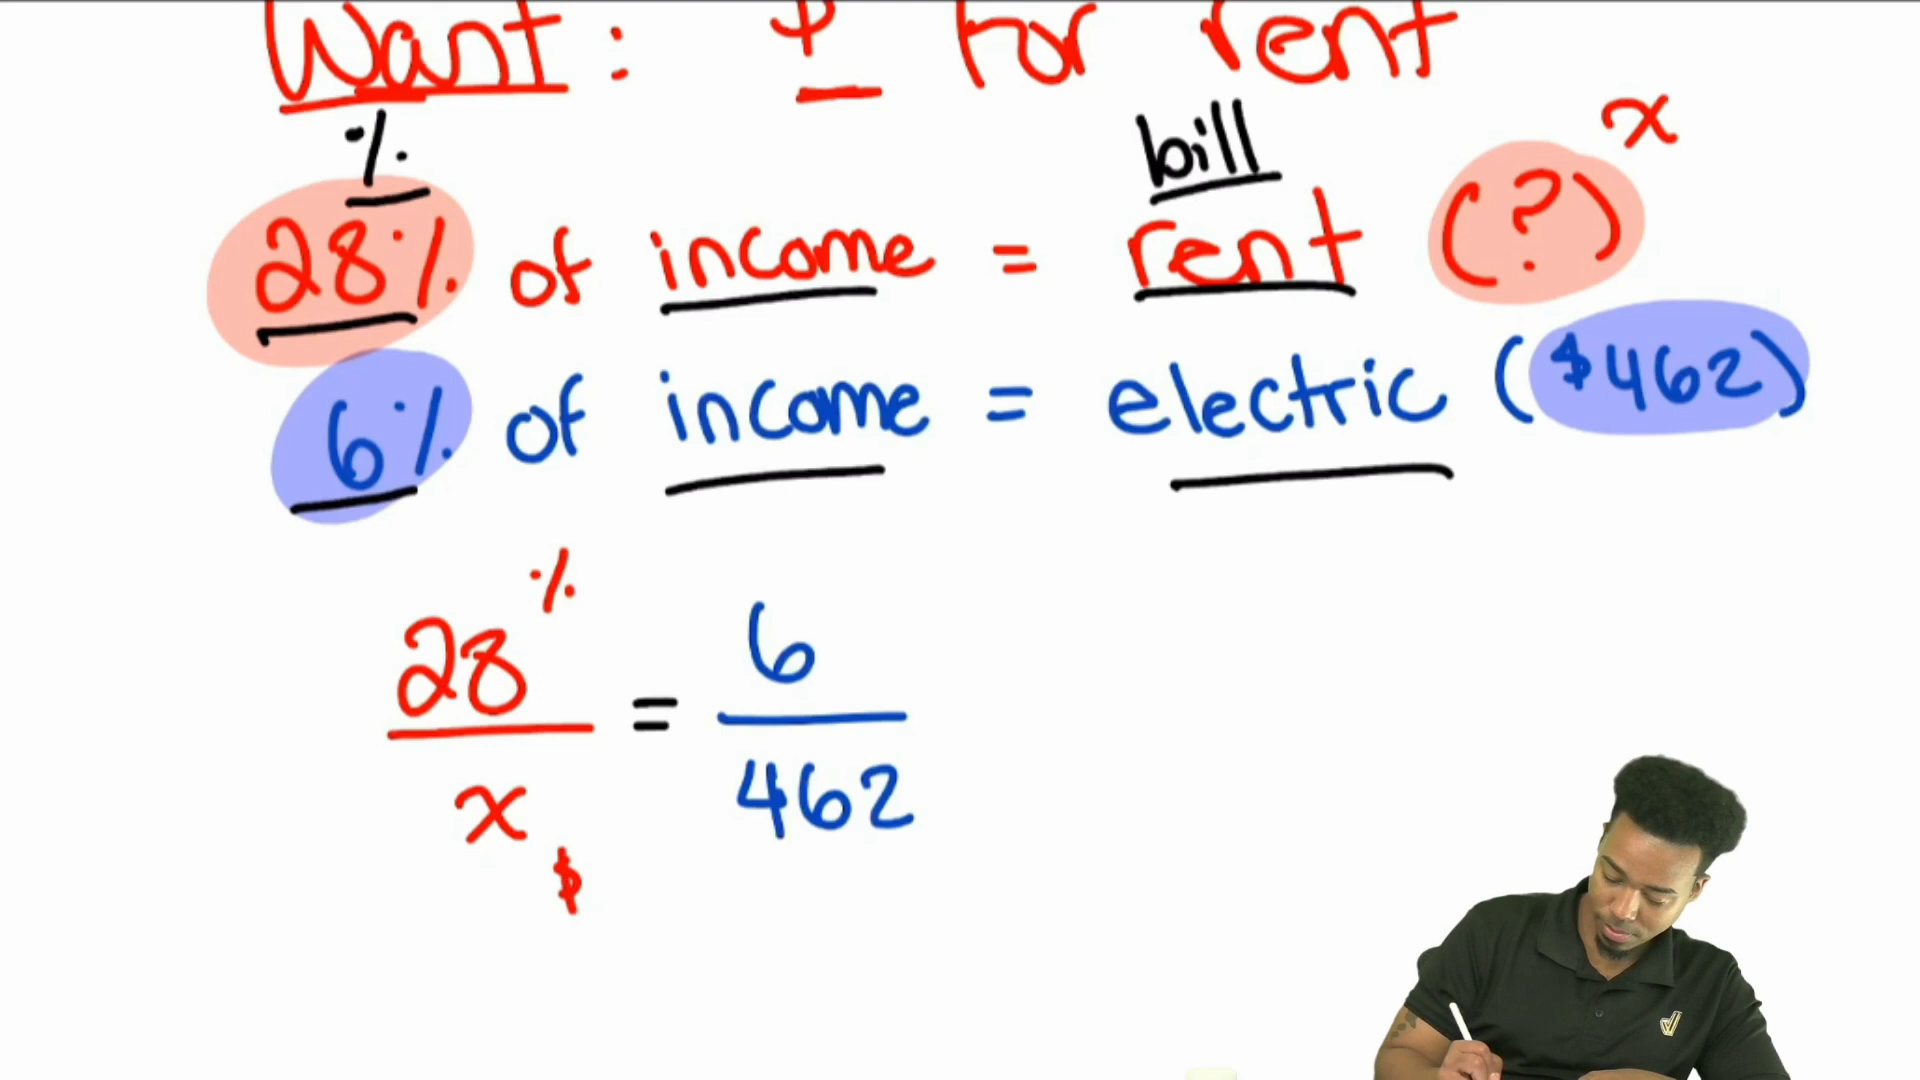 Want: $ for rent
% bill x
28% of income = rent (?)
6% of income = electric ($462)
28 % = 6
x $ 462